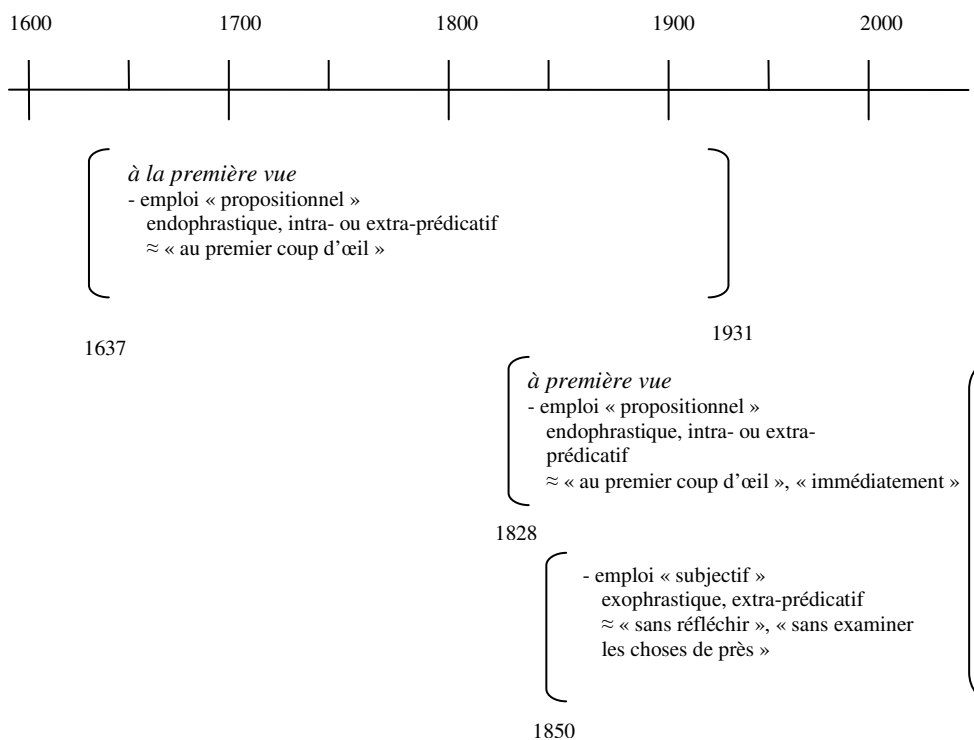 1600 1700 1800 1900 2000
à la première vue
- emploi « propositionnel »
endophrastique, intra- ou extra-prédicatif
≈ « au premier coup d’œil »
1637
1931
à première vue
- emploi « propositionnel »
endophrastique, intra- ou extra-
prédicatif
≈ « au premier coup d’œil », « immédiatement »
1828
- emploi « subjectif »
exophrastique, extra-prédicatif
≈ « sans réfléchir », « sans examiner
les choses de près »
1850